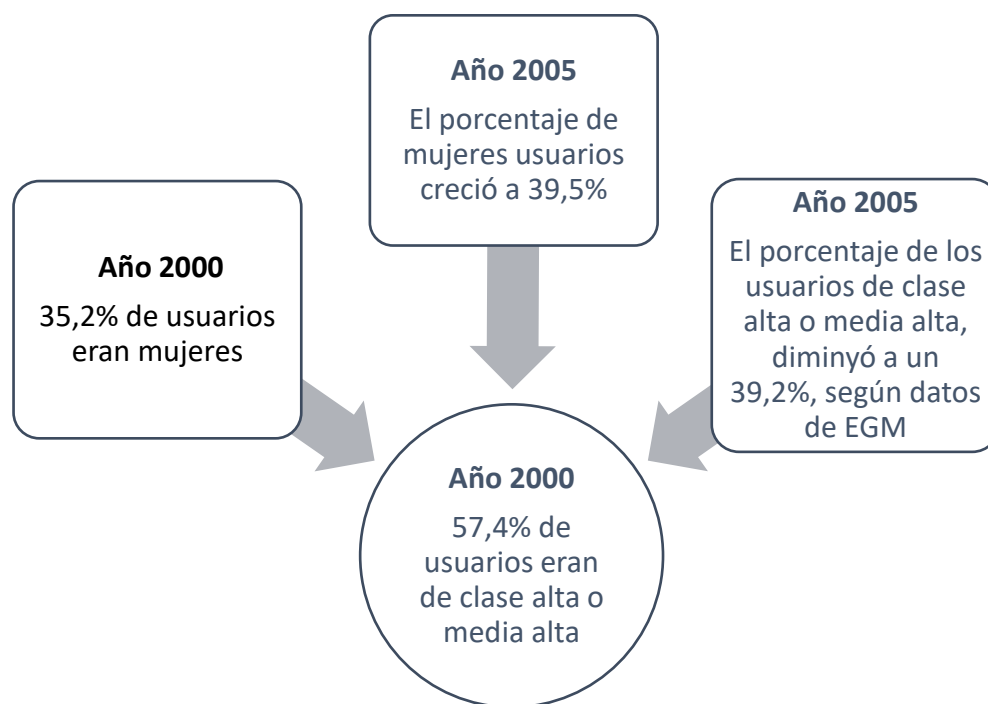 Año 2000
35,2% de usuarios
eran mujeres
Año 2005
El porcentaje de
mujeres usuarios
creció a 39,5%
Año 2005
El porcentaje de los
usuarios de clase
alta o media alta,
diminyó a un
39,2%, según datos
de EGM
Año 2000
57,4% de
usuarios eran
de clase alta o
media alta